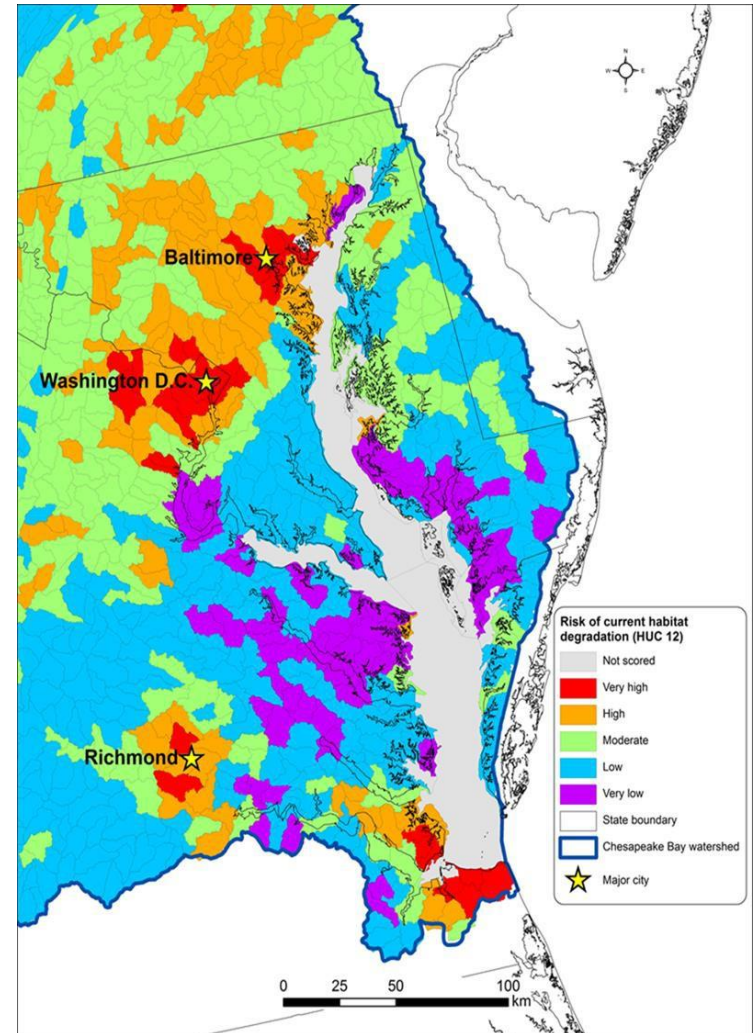 N
W E
S
Baltimore
Washington D.C.
Richmond
Risk of current habitat
degradation (HUC 12)
Not scored
Very high
High
Moderate
Low
Very low
State boundary
Chesapeake Bay watershed
Major city
0 25 50 100
km